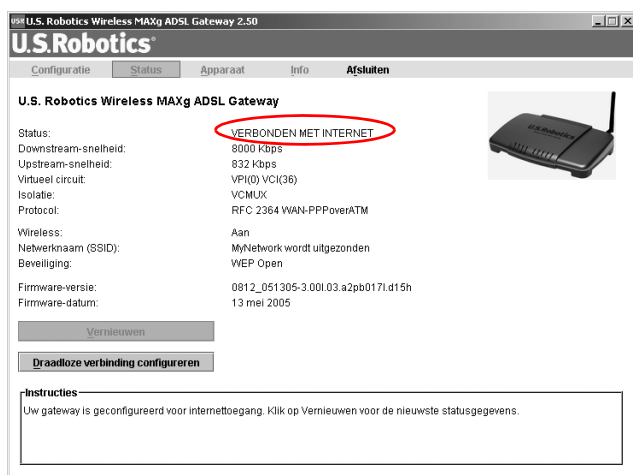 USR U.S. Robotics Wireless MAXg ADSL Gateway 2.50
U.S.Robotics®
Configuratie Status Apparaat Info Afsluiten
U.S. Robotics Wireless MAXg ADSL Gateway
Status: VERBONDEN MET INTERNET
Downstream-snelheid: 8000 Kbps
Upstream-snelheid: 832 Kbps
Virtueel circuit: VPI(0) VCI(36)
Isolatie: VCMUX
Protocol: RFC 2364 WAN-PPPoverATM
Wireless: Aan
Netwerknaam (SSID): MyNetwork wordt uitgezonden
Beveiliging: WEP Open
Firmware-versie: 0812_051305-3.00l.03.a2pb017l.d15h
Firmware-datum: 13 mei 2005
Vernieuwen
Draadloze verbinding configureren
Instructies
Uw gateway is geconfigureerd voor internettoegang. Klik op Vernieuwen voor de nieuwste statusgegevens.
U.S.Robotics